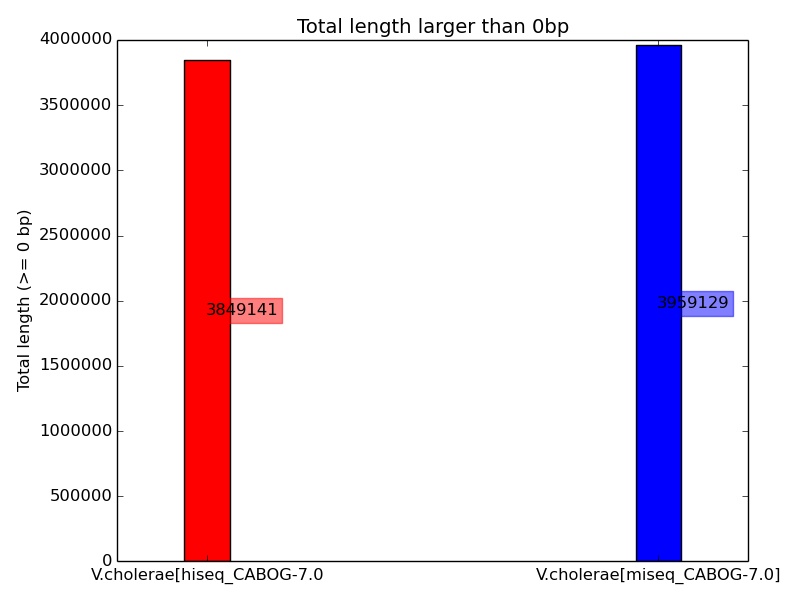 Total length larger than 0bp
Total length (>= 0 bp)
4000000
3500000
3000000
2500000
2000000
1500000
1000000
500000
0
3849141
3959129
V.cholerae[hiseq_CABOG-7.0
V.cholerae[miseq_CABOG-7.0]